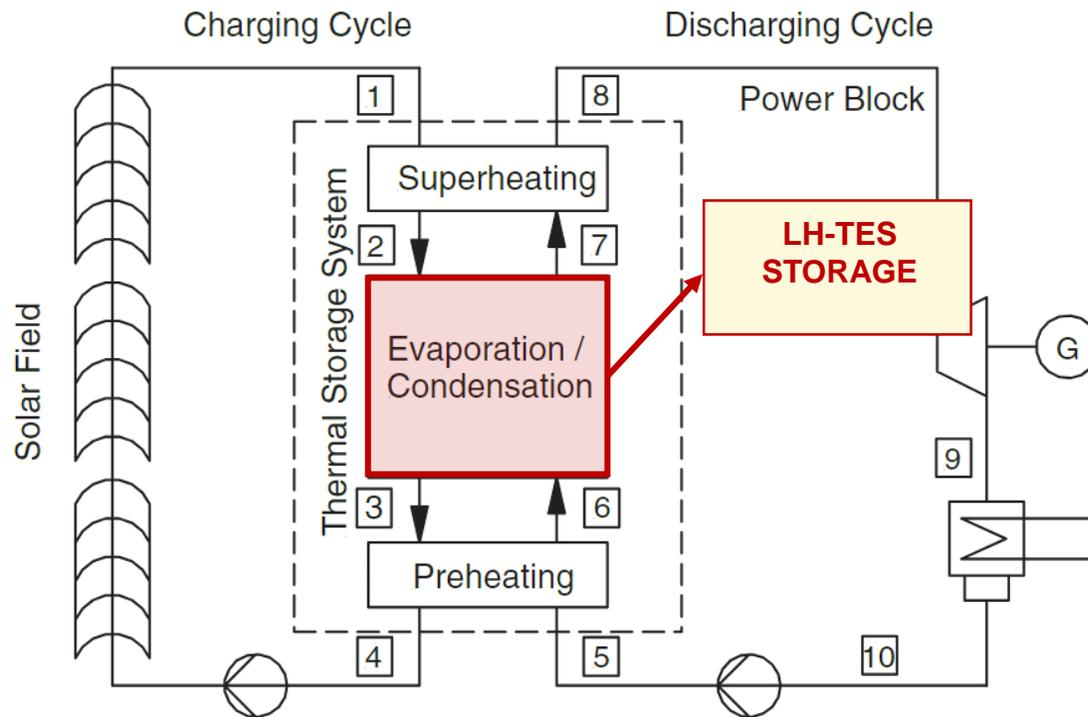 Charging Cycle
Discharging Cycle
1
8
Power Block
Superheating
LH-TES
STORAGE
2
7
Thermal Storage System
Solar Field
Evaporation /
Condensation
G
9
3
6
Preheating
4
5
10